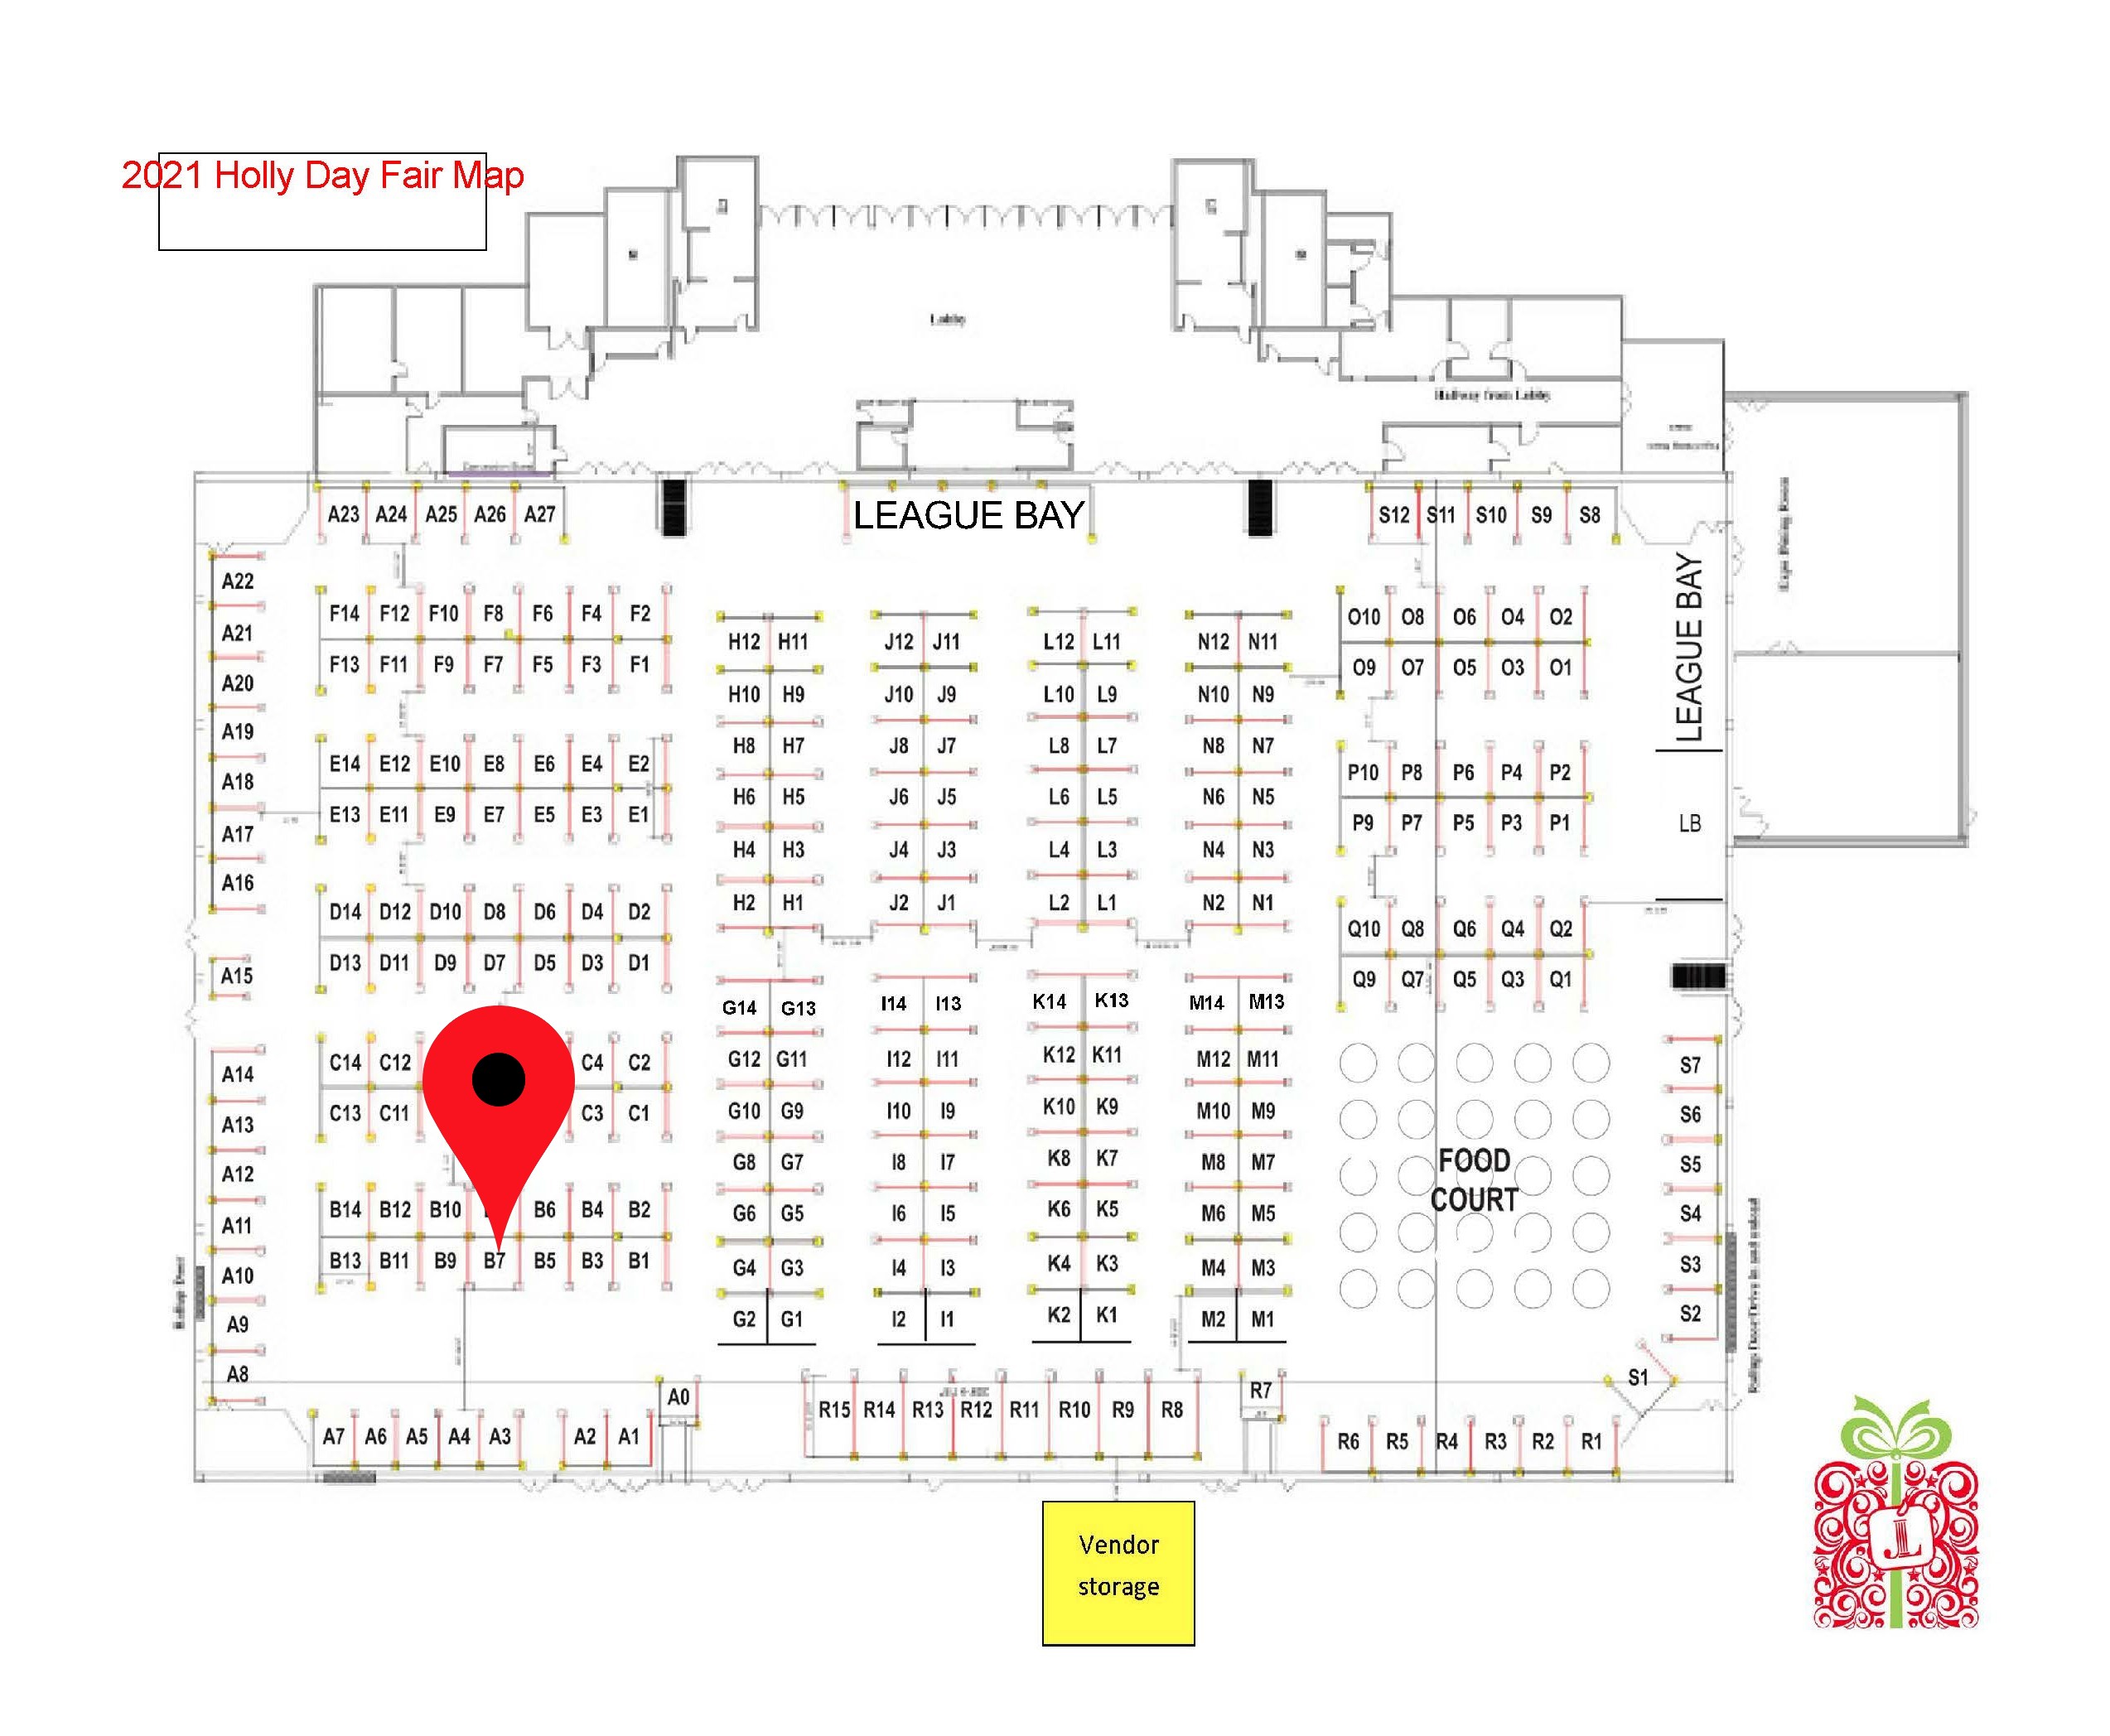 2021 Holly Day Fair Map
Lobby
Hallway from Lobby
LEAGUE BAY
A23 A24 A25 A26 A27
S12 S11 S10 S9 S8
A22
A21
A20
A19
A18
A17
A16
A15
A14
A13
A12
A11
A10
A9
A8
F14 F12 F10 F8 F6 F4 F2
F13 F11 F9 F7 F5 F3 F1
E14 E12 E10 E8 E6 E4 E2
E13 E11 E9 E7 E5 E3 E1
D14 D12 D10 D8 D6 D4 D2
D13 D11 D9 D7 D5 D3 D1
C14 C12 C4 C2
C13 C11 C3 C1
B14 B12 B10 B6 B4 B2
B13 B11 B9 B7 B5 B3 B1
H12 H11 J12 J11 L12 L11 N12 N11
H10 H9 J10 J9 L10 L9 N10 N9
H8 H7 J8 J7 L8 L7 N8 N7
H6 H5 J6 J5 L6 L5 N6 N5
H4 H3 J4 J3 L4 L3 N4 N3
H2 H1 J2 J1 L2 L1 N2 N1
G14 G13 I14 I13 K14 K13 M14 M13
G12 G11 I12 I11 K12 K11 M12 M11
G10 G9 I10 I9 K10 K9 M10 M9
G8 G7 I8 I7 K8 K7 M8 M7
G6 G5 I6 I5 K6 K5 M6 M5
G4 G3 I4 I3 K4 K3 M4 M3
G2 G1 I2 I1 K2 K1 M2 M1
O10 O8 O6 O4 O2
O9 O7 O5 O3 O1
P10 P8 P6 P4 P2
P9 P7 P5 P3 P1
Q10 Q8 Q6 Q4 Q2
Q9 Q7 Q5 Q3 Q1
LEAGUE BAY
LB
FOOD
COURT
S7
S6
S5
S4
S3
S2
S1
A7 A6 A5 A4 A3 A2 A1
A0
R15 R14 R13 R12 R11 R10 R9 R8
R7
R6 R5 R4 R3 R2 R1
Vendor
storage
JL